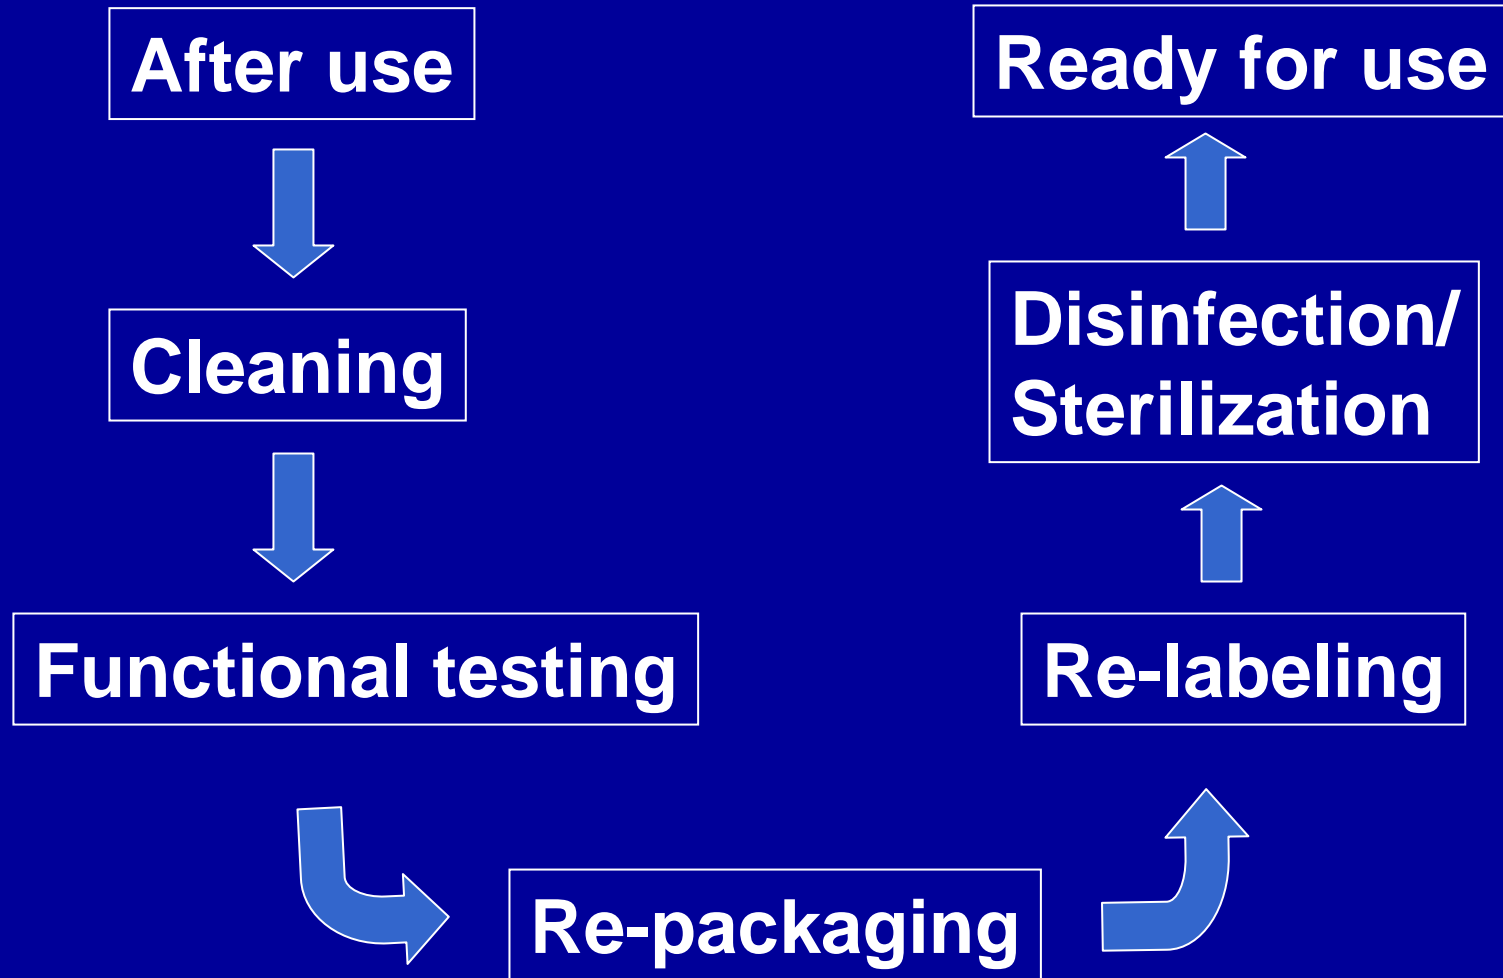 After use
Cleaning
Functional testing
Re-packaging
Re-labeling
Disinfection/
Sterilization
Ready for use